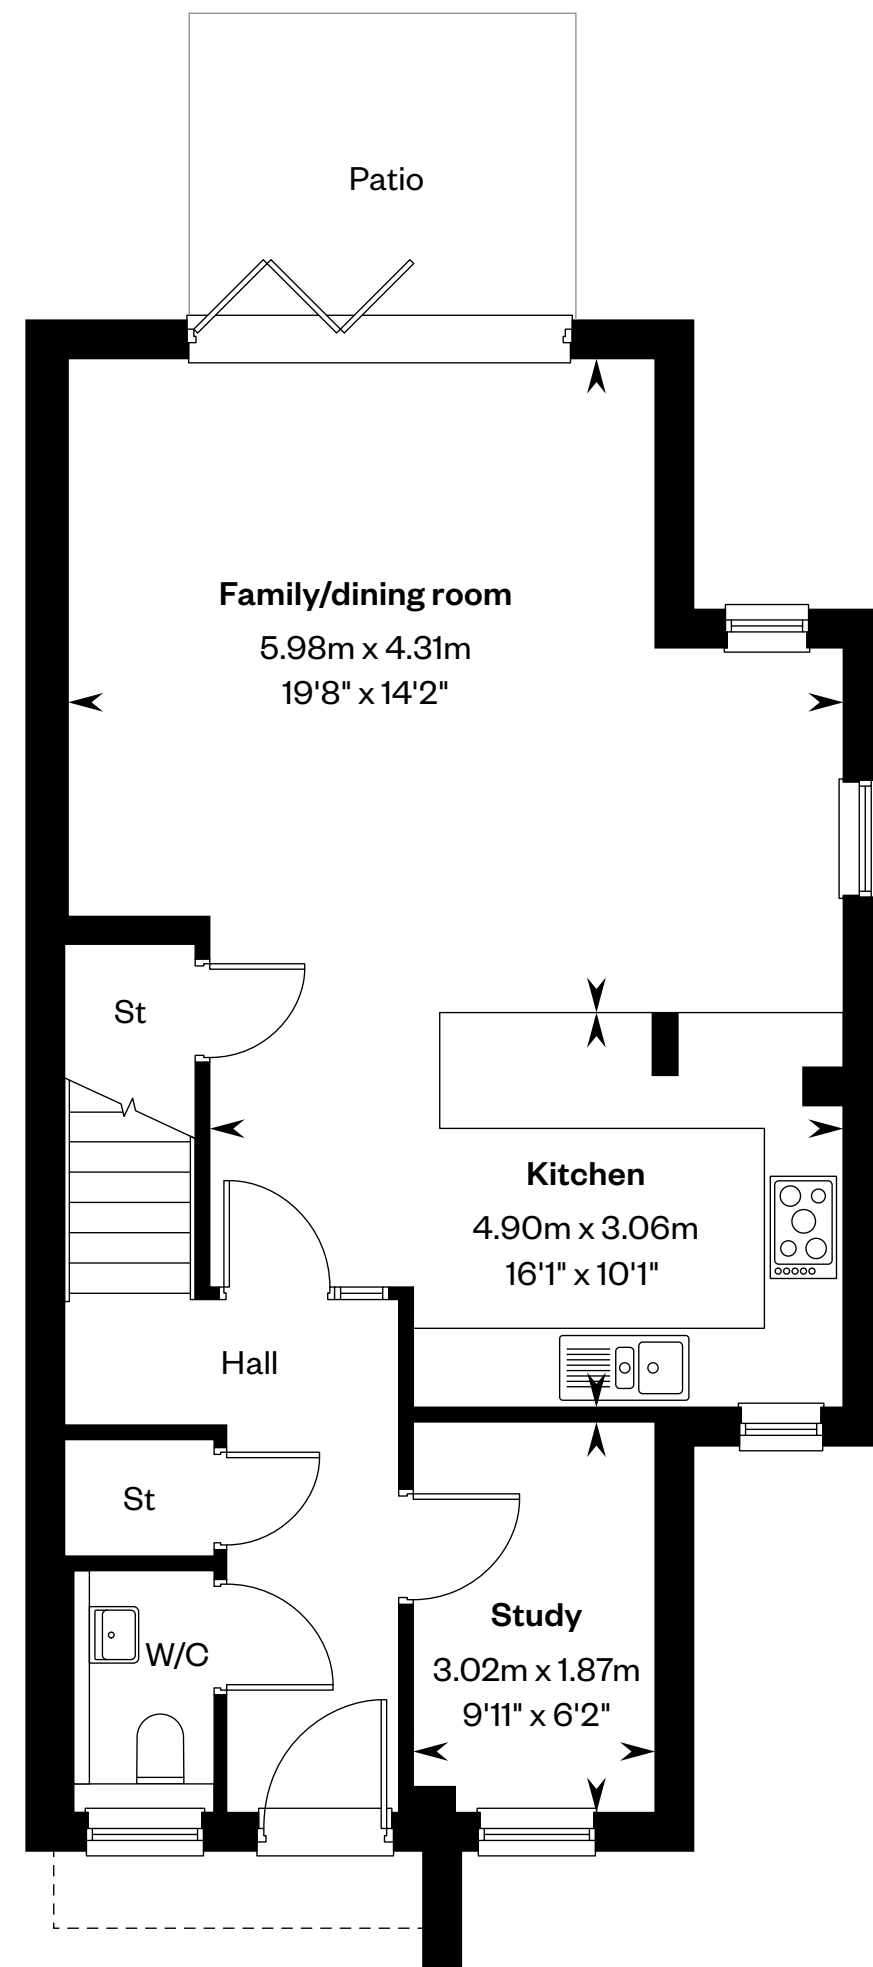 Patio
Family/dining room
5.98m x 4.31m
19'8" x 14'2"
St
Kitchen
4.90m x 3.06m
16'1" x 10'1"
Hall
St
Study
W/C
3.02m x 1.87m
9'11" x 6'2"